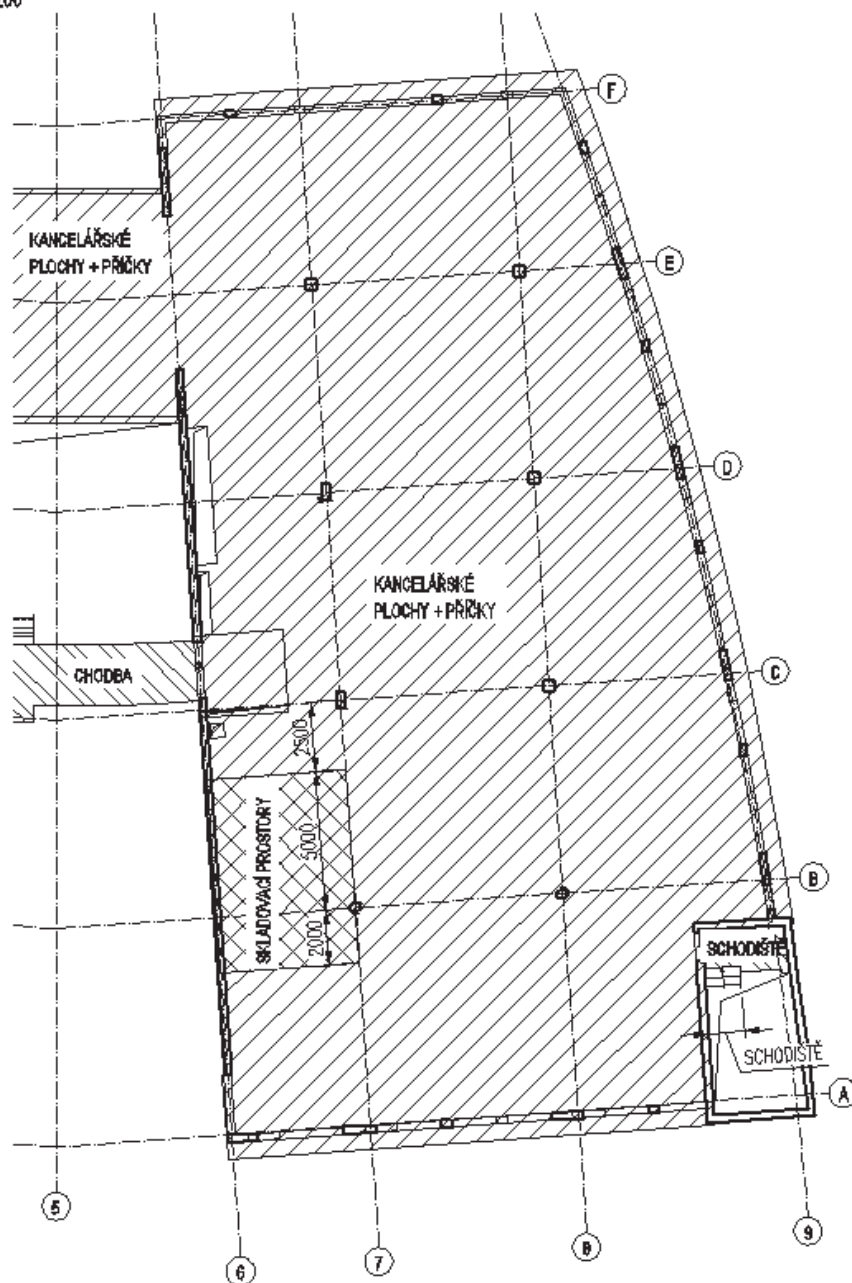 F
KANCELÁŘSKÉ
PLOCHY + PŘÍČKY
E
D
KANCELÁŘSKÉ
PLOCHY + PŘÍČKY
CHODBA
C
2500
SKLADOVACÍ PROSTORY
5000
B
2000
SCHODIŠTĚ
SCHODIŠTĚ
A
5
6
7
8
9